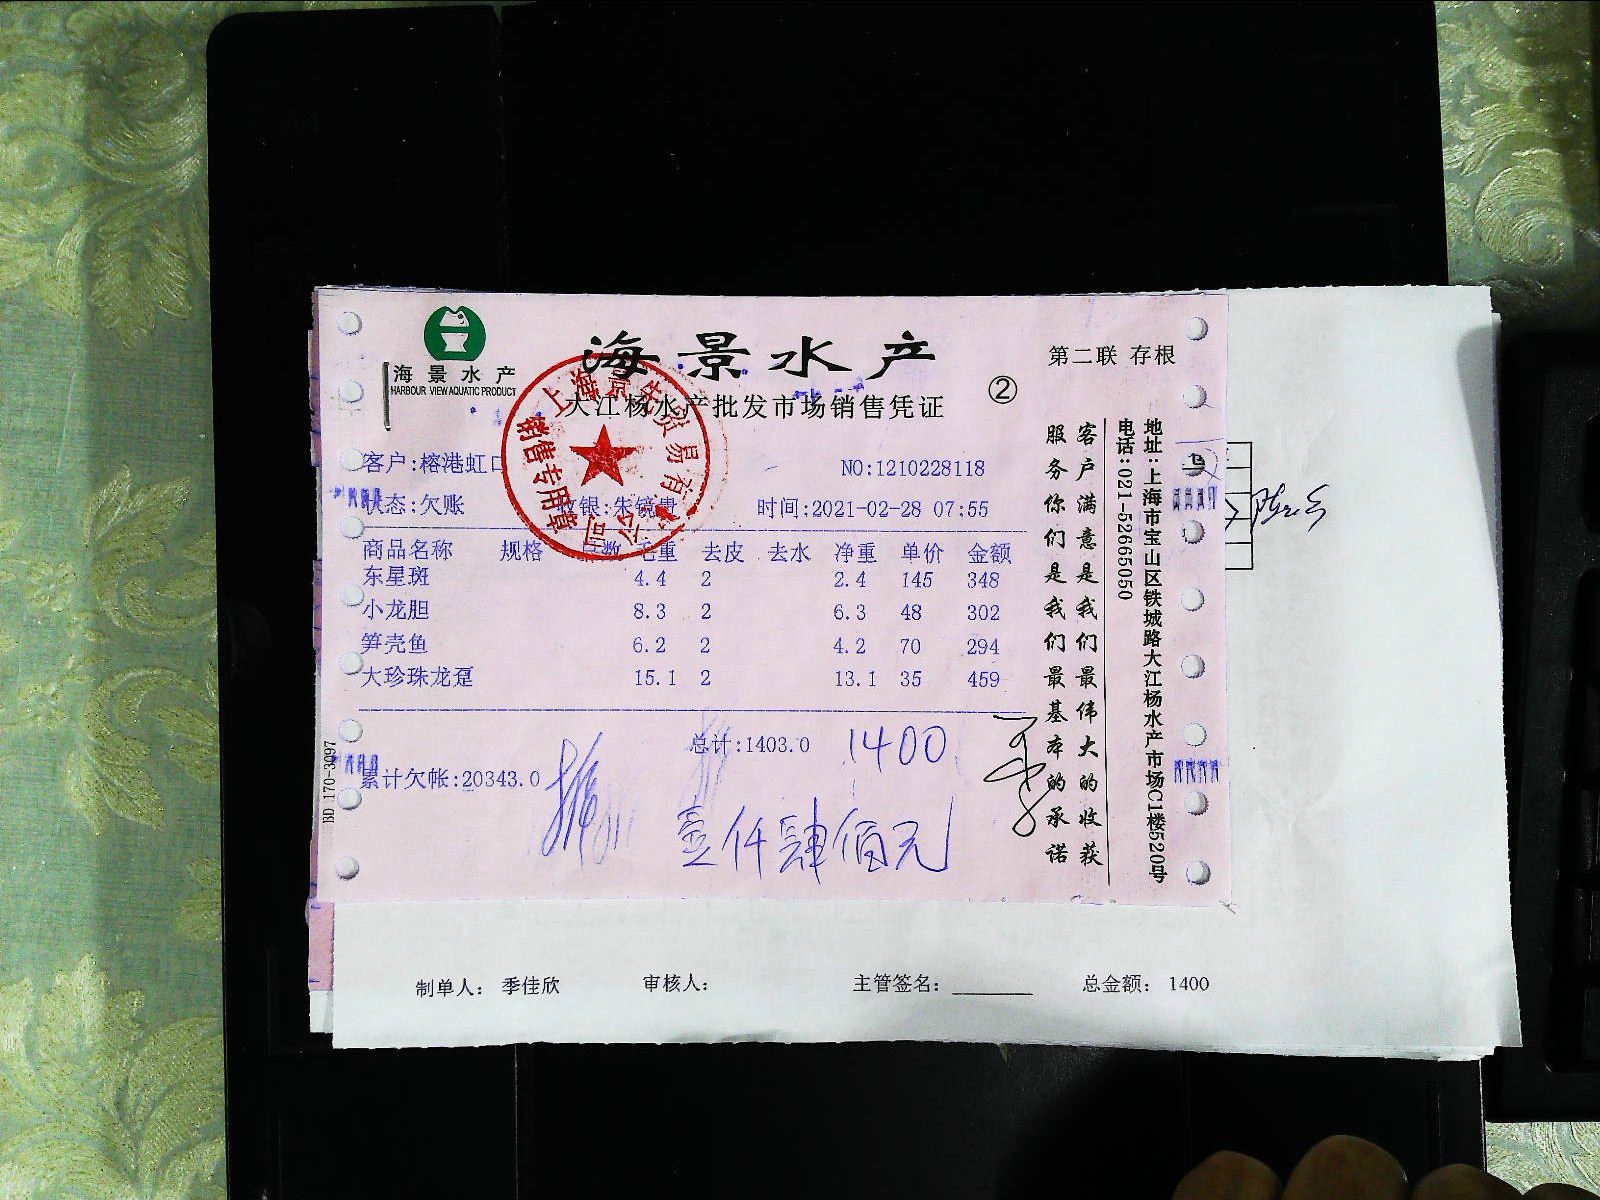 海景水产
HARBOUR VIEW AQUATIC PRODUCT
海景水产
第二联 存根
大江杨水产批发市场销售凭证
②
上海景先贸易有限公司
销售专用章
客户:榕港虹口
NO:1210228118
状态:欠账 收银:朱镜贵 时间:2021-02-28 07:55
商品名称 规格 毛重 去皮 去水 净重 单价 金额
东星斑 4.4 2 2.4 145 348
小龙胆 8.3 2 6.3 48 302
笋壳鱼 6.2 2 4.2 70 294
大珍珠龙趸 15.1 2 13.1 35 459
总计:1403.0 1400
累计欠帐:20343.0
壹仟肆佰元
客户满意是我们最伟大的收获
服务你们是我们最基本的承诺
地址:上海市宝山区铁城路大江杨水产市场C1楼520号
电话:021-52665050
制单人: 季佳欣 审核人: 主管签名: 总金额: 1400